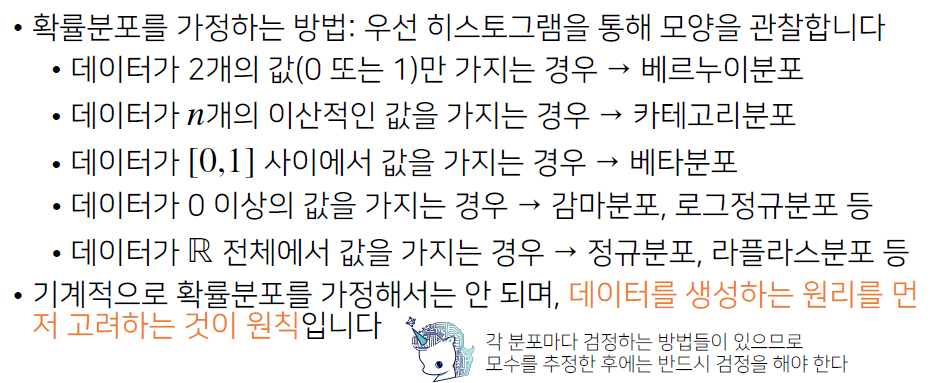 • 확률분포를 가정하는 방법: 우선 히스토그램을 통해 모양을 관찰합니다
• 데이터가 2개의 값(0 또는 1)만 가지는 경우 → 베르누이분포
• 데이터가 n개의 이산적인 값을 가지는 경우 → 카테고리분포
• 데이터가 [0,1] 사이에서 값을 가지는 경우 → 베타분포
• 데이터가 0 이상의 값을 가지는 경우 → 감마분포, 로그정규분포 등
• 데이터가 ℝ 전체에서 값을 가지는 경우 → 정규분포, 라플라스분포 등
• 기계적으로 확률분포를 가정해서는 안 되며, 데이터를 생성하는 원리를 먼
저 고려하는 것이 원칙입니다
각 분포마다 검정하는 방법들이 있으므로
모수를 추정한 후에는 반드시 검정을 해야 한다